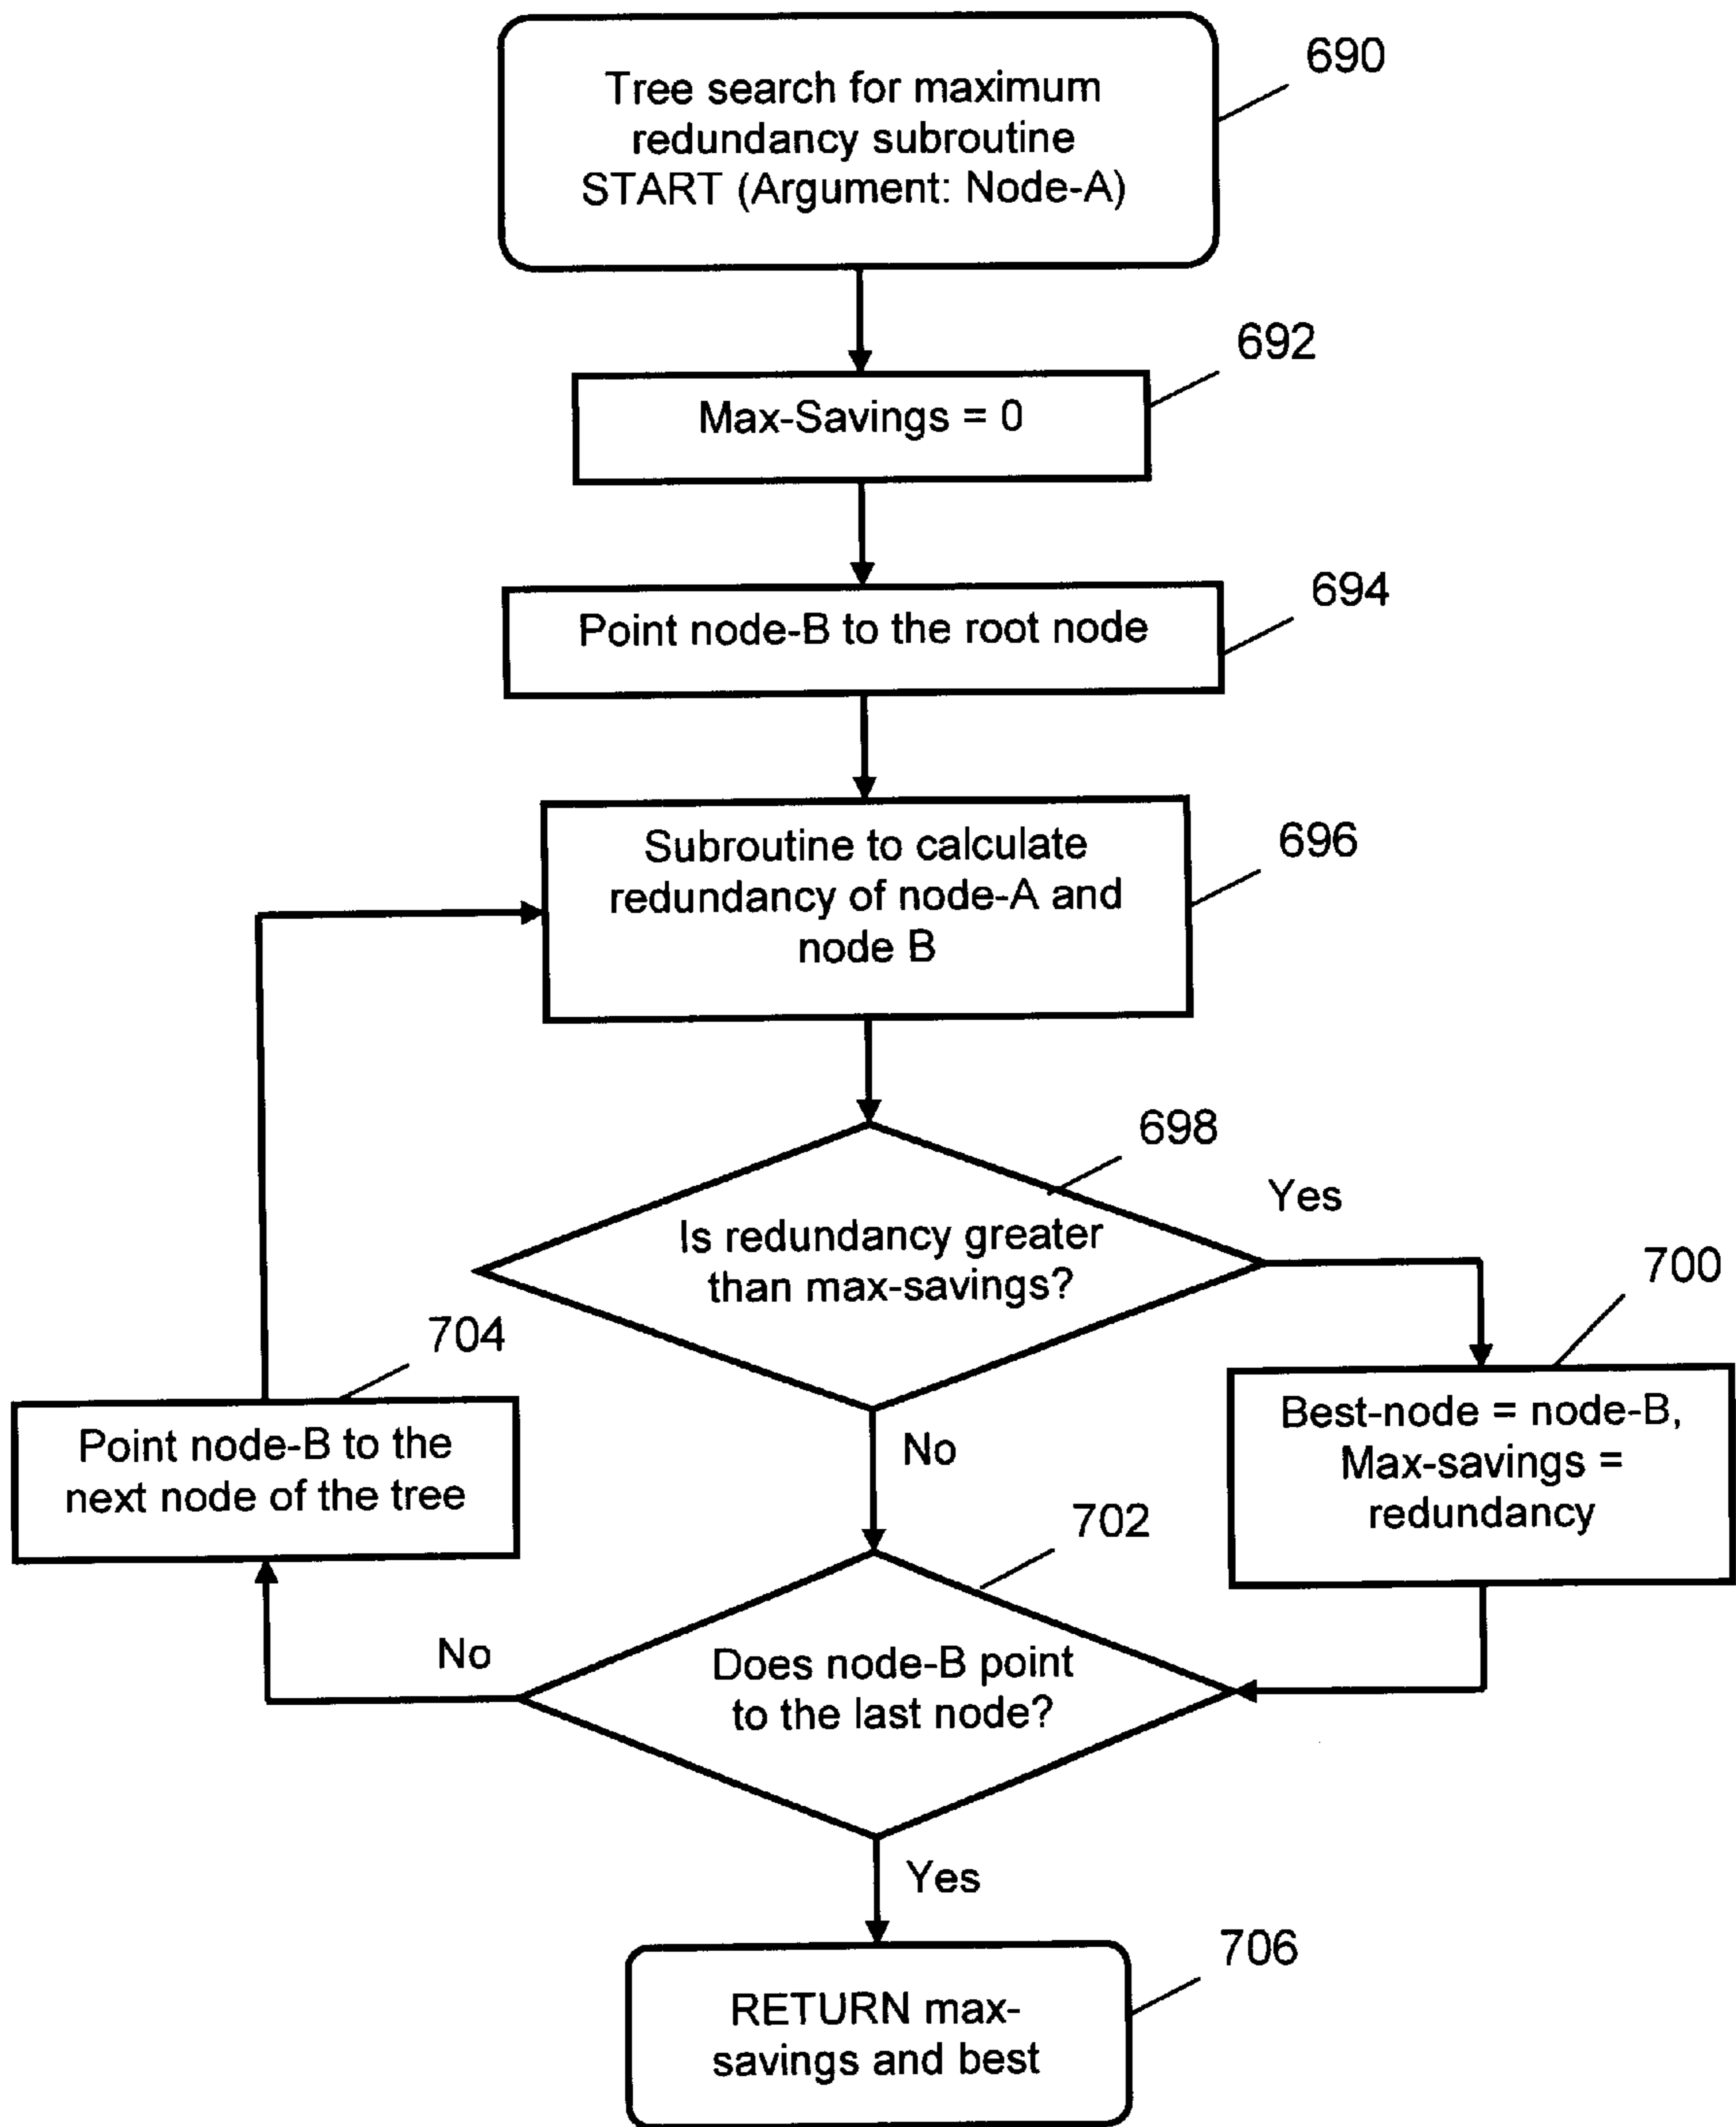 Tree search for maximum
redundancy subroutine
START (Argument: Node-A)
690
Max-Savings = 0
692
Point node-B to the root node
694
Subroutine to calculate
redundancy of node-A and
node B
696
Is redundancy greater
than max-savings?
698
Yes
No
Best-node = node-B,
Max-savings =
redundancy
700
Point node-B to the
next node of the tree
704
Does node-B point
to the last node?
702
No
Yes
RETURN max-
savings and best
706